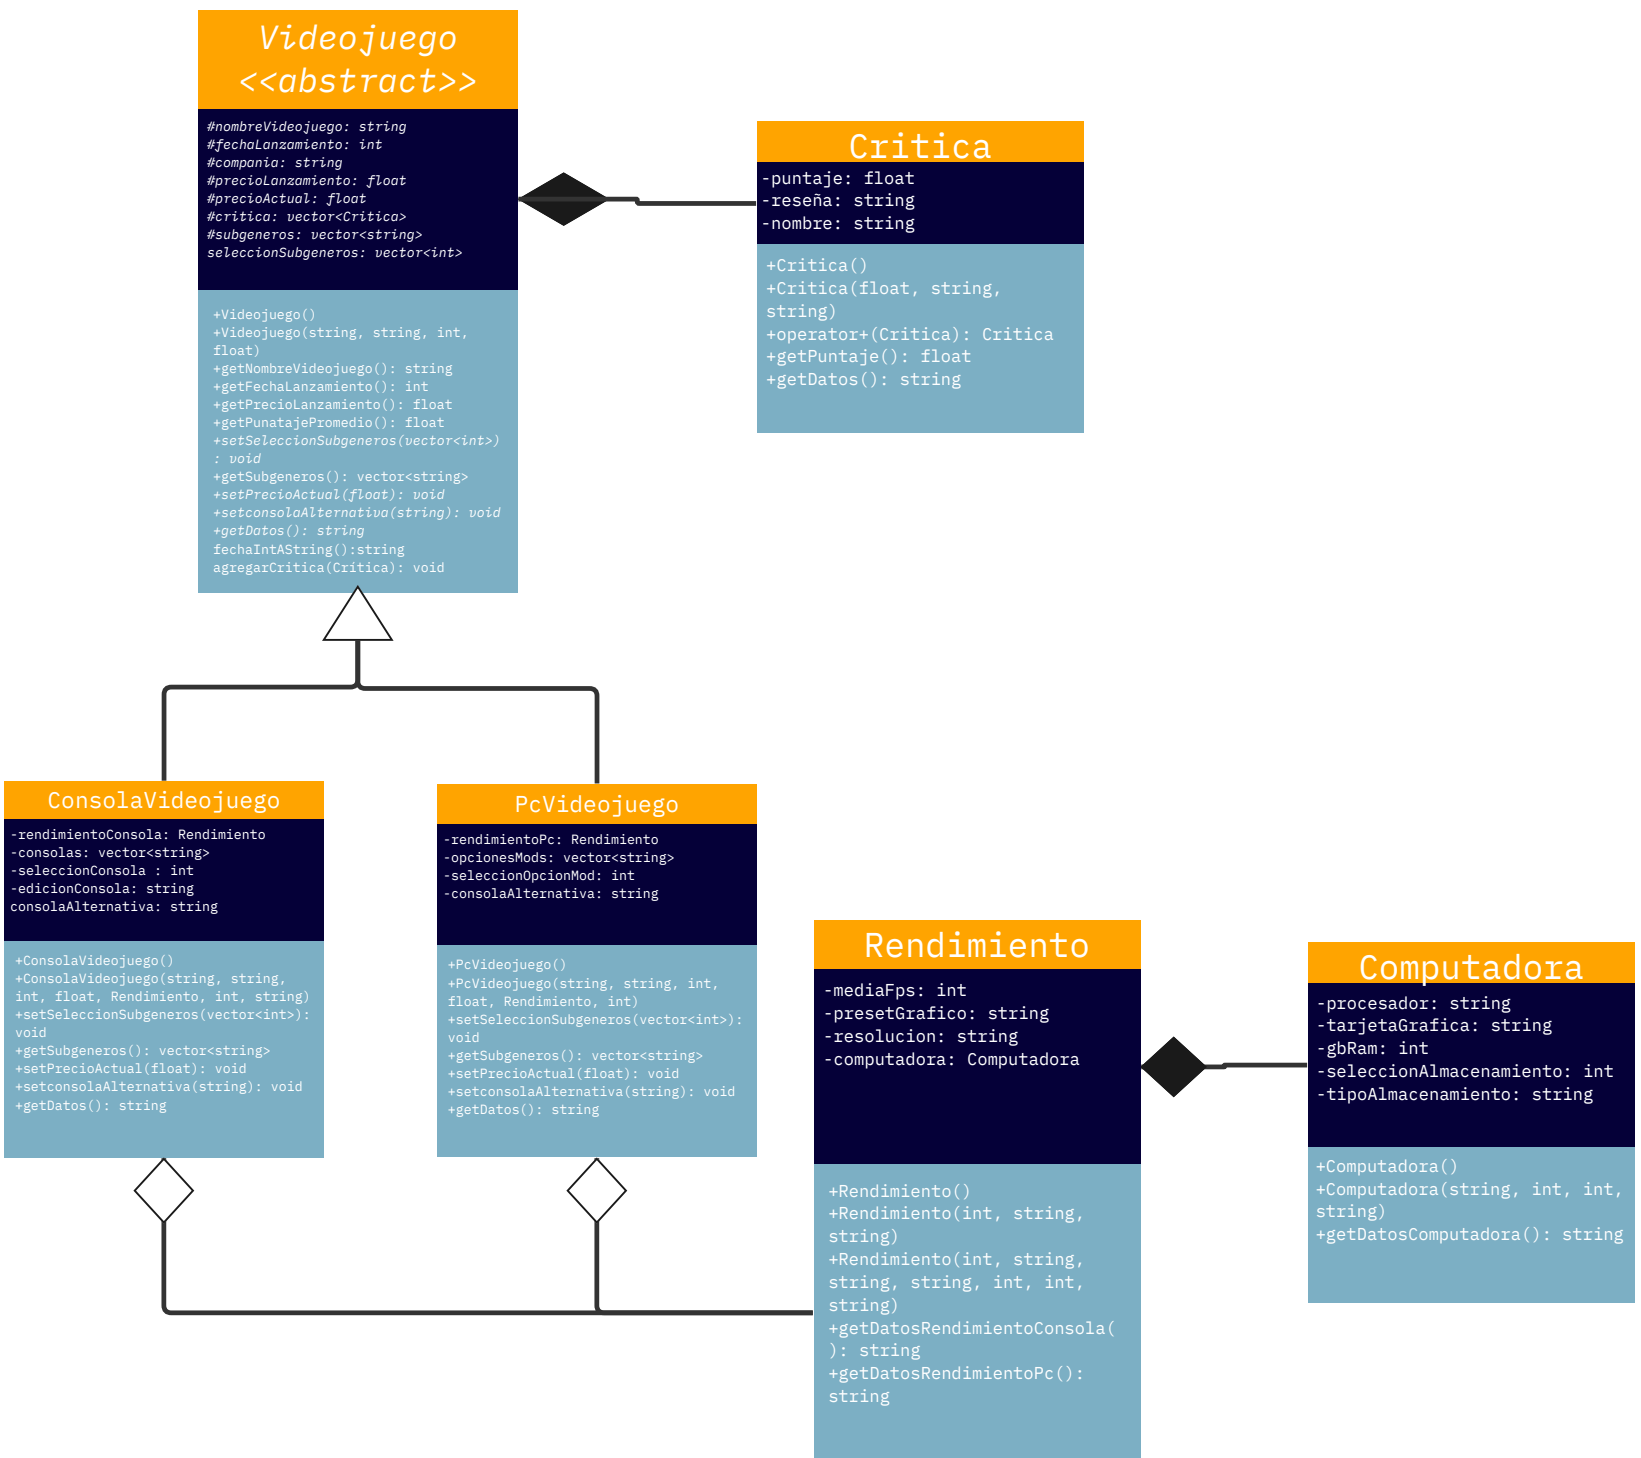 Videojuego
<<abstract>>
#nombreVideojuego: string
#fechaLanzamiento: int
#compania: string
#precioLanzamiento: float
#precioActual: float
#critica: vector<Critica>
#subgeneros: vector<string>
seleccionSubgeneros: vector<int>
+Videojuego()
+Videojuego(string, string, int,
float)
+getNombreVideojuego(): string
+getFechaLanzamiento(): int
+getPrecioLanzamiento(): float
+getPunatajePromedio(): float
+setSeleccionSubgeneros(vector<int>)
: void
+getSubgeneros(): vector<string>
+setPrecioActual(float): void
+setconsolaAlternativa(string): void
+getDatos(): string
fechaIntAString():string
agregarCritica(Critica): void
Critica
-puntaje: float
-reseña: string
-nombre: string
+Critica()
+Critica(float, string,
string)
+operator+(Critica): Critica
+getPuntaje(): float
+getDatos(): string
ConsolaVideojuego
-rendimientoConsola: Rendimiento
-consolas: vector<string>
-seleccionConsola : int
-edicionConsola: string
consolaAlternativa: string
+ConsolaVideojuego()
+ConsolaVideojuego(string, string,
int, float, Rendimiento, int, string)
+setSeleccionSubgeneros(vector<int>):
void
+getSubgeneros(): vector<string>
+setPrecioActual(float): void
+setconsolaAlternativa(string): void
+getDatos(): string
PcVideojuego
-rendimientoPc: Rendimiento
-opcionesMods: vector<string>
-seleccionOpcionMod: int
-consolaAlternativa: string
+PcVideojuego()
+PcVideojuego(string, string, int,
float, Rendimiento, int)
+setSeleccionSubgeneros(vector<int>):
void
+getSubgeneros(): vector<string>
+setPrecioActual(float): void
+setconsolaAlternativa(string): void
+getDatos(): string
Rendimiento
-mediaFps: int
-presetGrafico: string
-resolucion: string
-computadora: Computadora
+Rendimiento()
+Rendimiento(int, string,
string)
+Rendimiento(int, string,
string, string, int, int,
string)
+getDatosRendimientoConsola(
): string
+getDatosRendimientoPc():
string
Computadora
-procesador: string
-tarjetaGrafica: string
-gbRam: int
-seleccionAlmacenamiento: int
-tipoAlmacenamiento: string
+Computadora()
+Computadora(string, int, int,
string)
+getDatosComputadora(): string